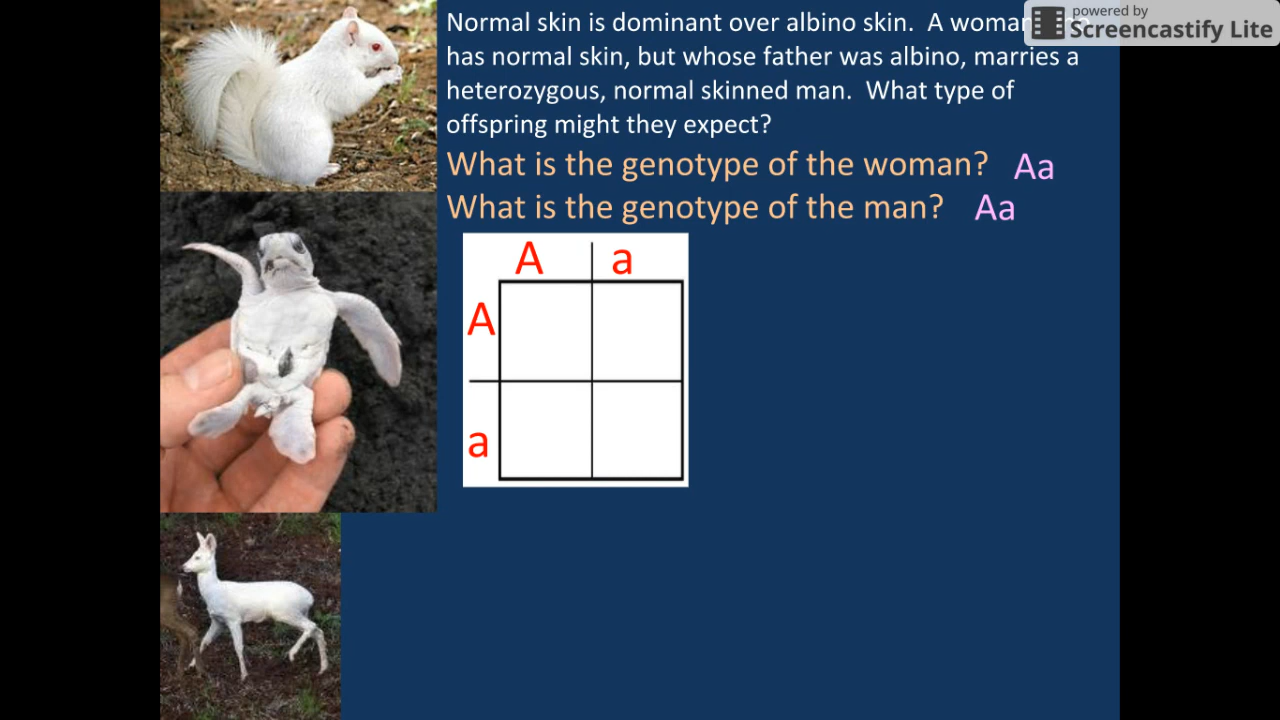 Normal skin is dominant over albino skin.  A woman
powered by
Screencastify Lite
has normal skin, but whose father was albino, marries a
heterozygous, normal skinned man.  What type of
offspring might they expect?
What is the genotype of the woman? Aa
What is the genotype of the man? Aa
A a
A
a